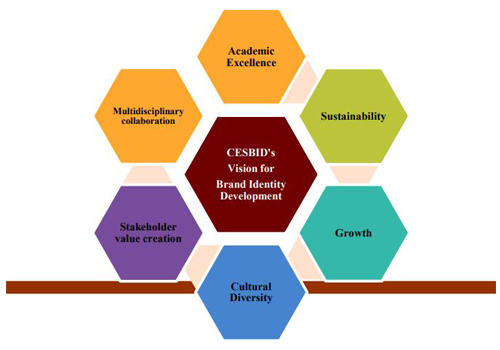 Academic
Excellence
Multidisciplinary
collaboration
Sustainability
CESBID's
Vision for
Brand Identity
Development
Stakeholder
value creation
Growth
Cultural
Diversity